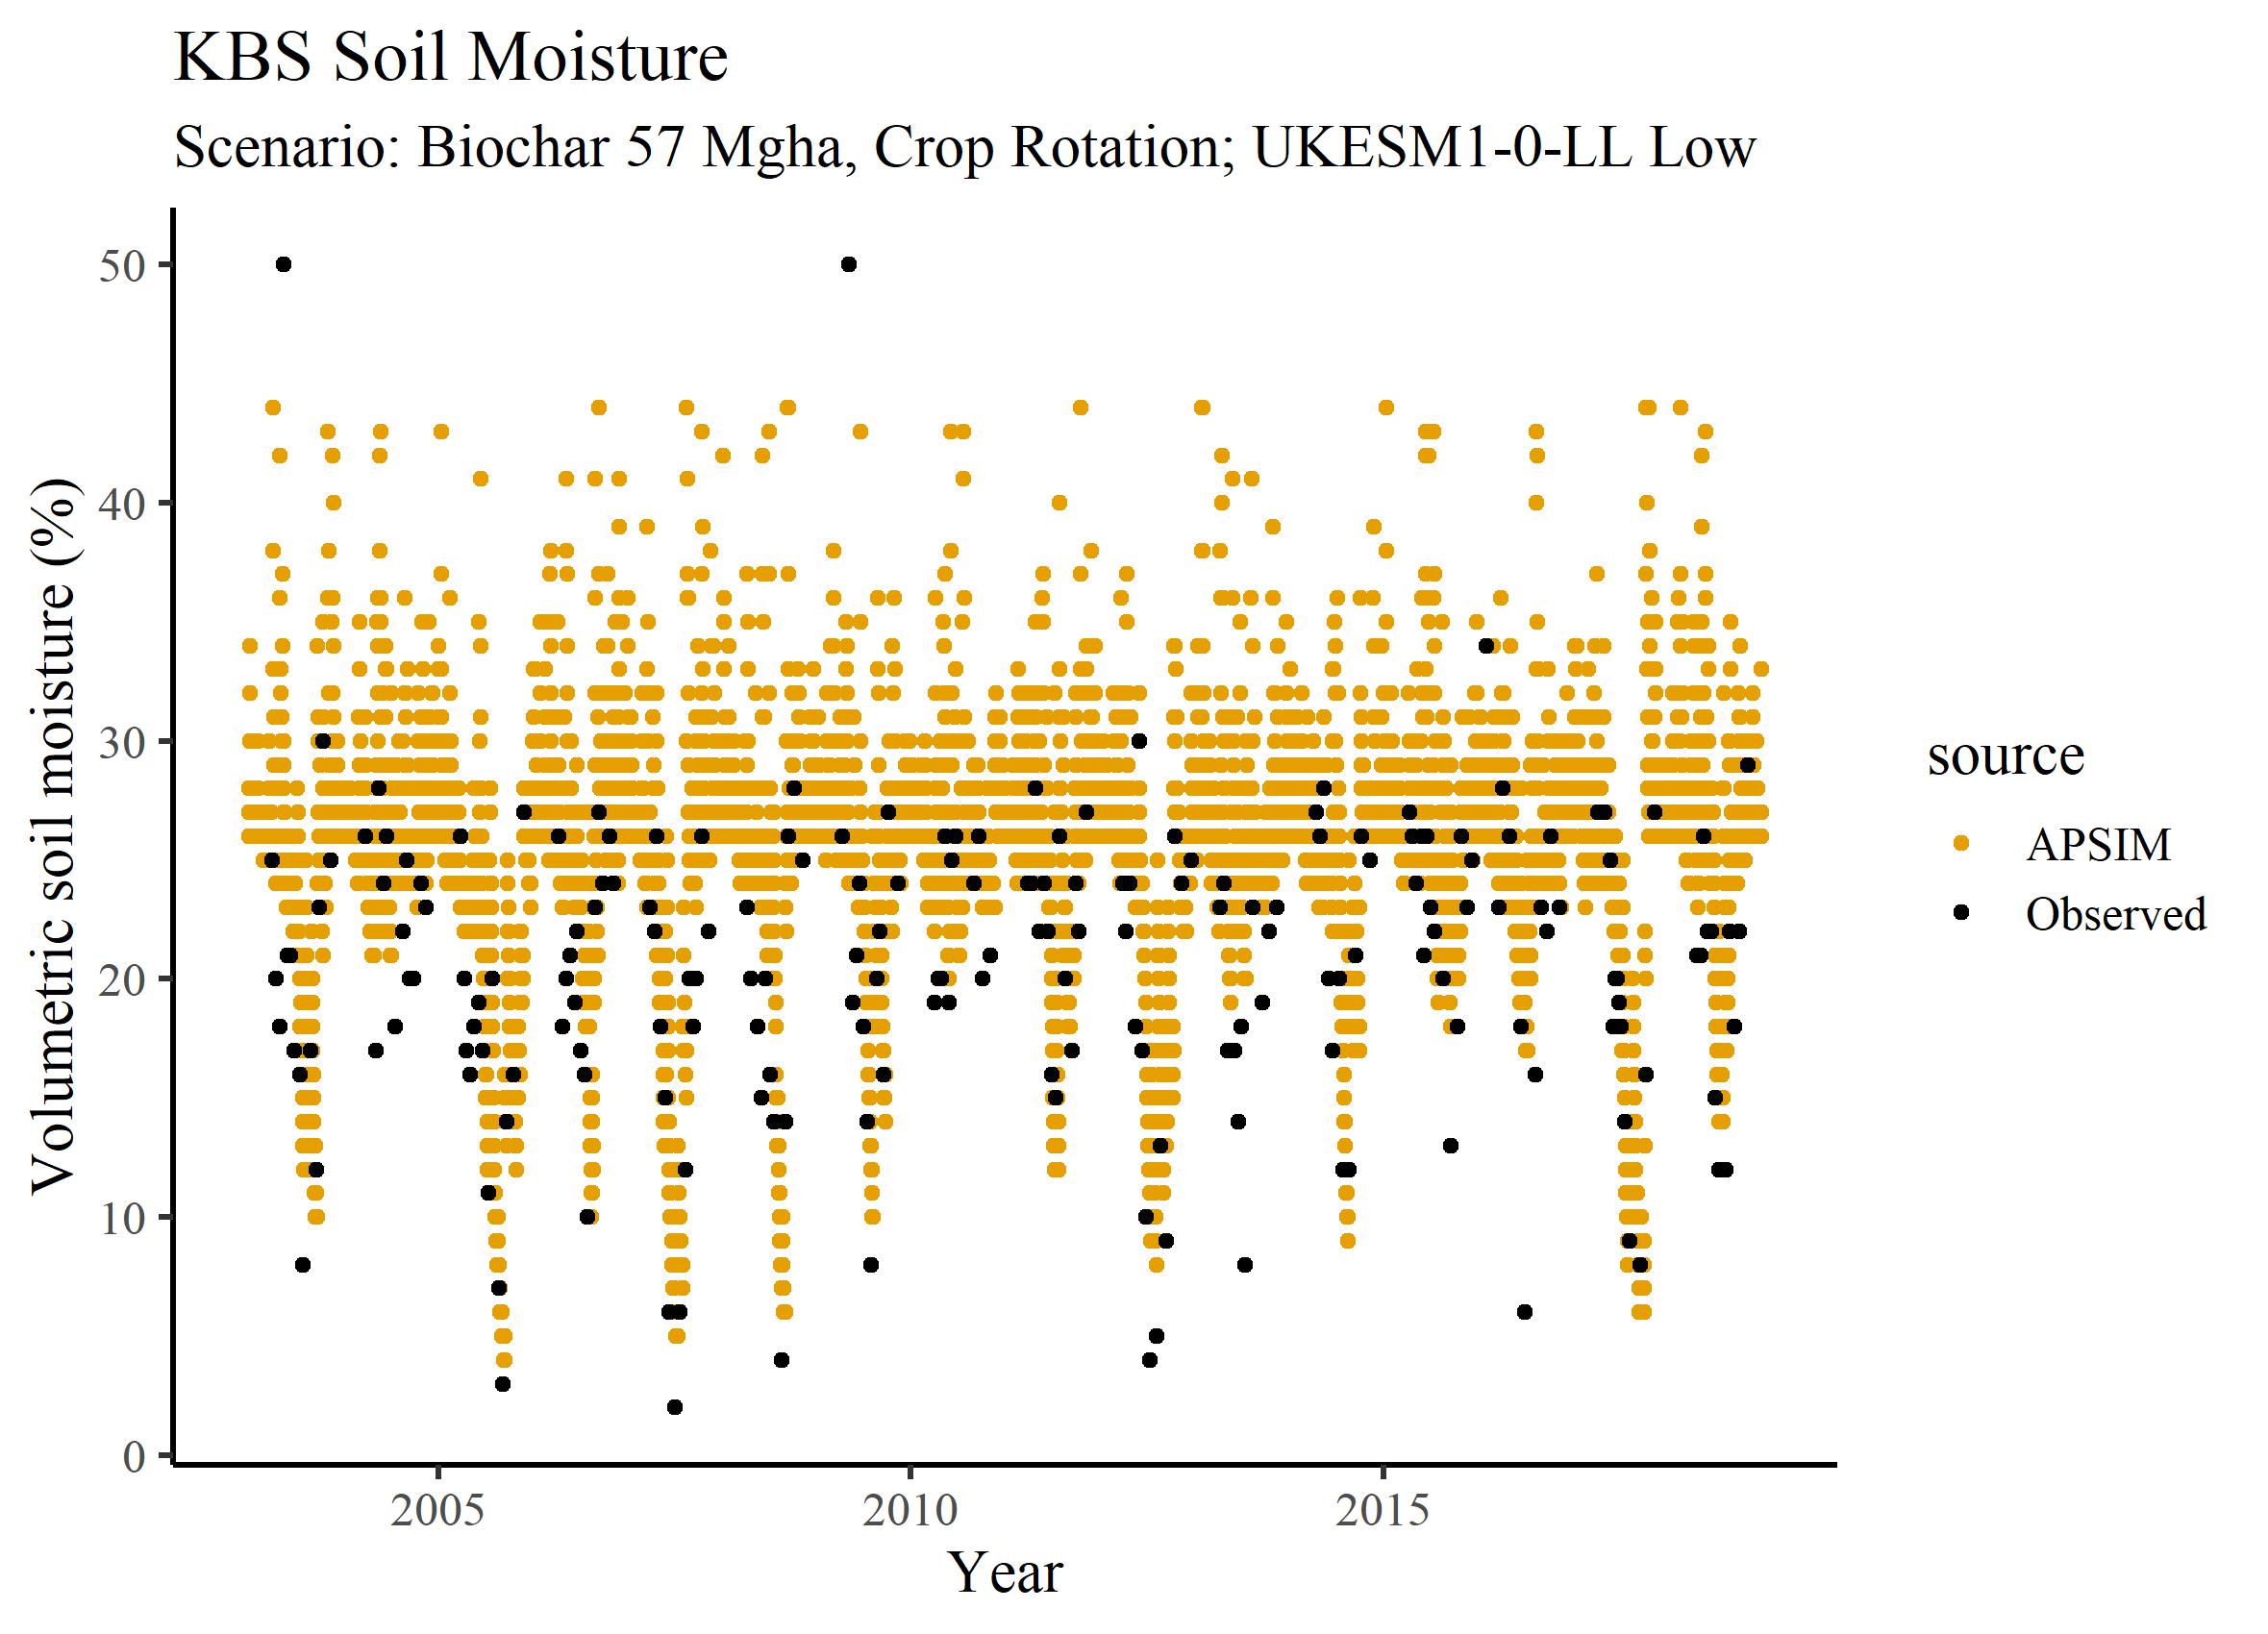 KBS Soil Moisture
Scenario: Biochar 57 Mgha, Crop Rotation; UKESM1-0-LL Low
Volumetric soil moisture (%)
50
40
30
20
10
0
2005
2010
2015
Year
source
APSIM
Observed